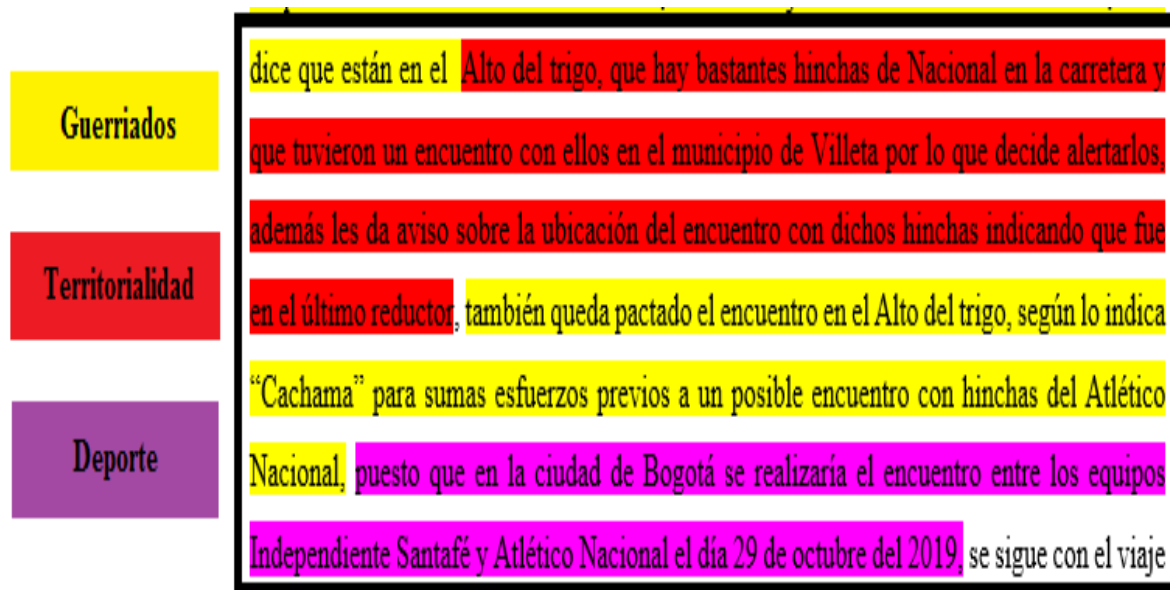 Guerriados
Territorialidad
Deporte
dice que están en el Alto del trigo, que hay bastantes hinchas de Nacional en la carretera y
que tuvieron un encuentro con ellos en el municipio de Villeta por lo que decide alertarlos,
además les da aviso sobre la ubicación del encuentro con dichos hinchas indicando que fue
en el último reductor, también queda pactado el encuentro en el Alto del trigo, según lo indica
“Cachama” para sumas esfuerzos previos a un posible encuentro con hinchas del Atlético
Nacional, puesto que en la ciudad de Bogotá se realizaría el encuentro entre los equipos
Independiente Santafé y Atlético Nacional el día 29 de octubre del 2019, se sigue con el viaje